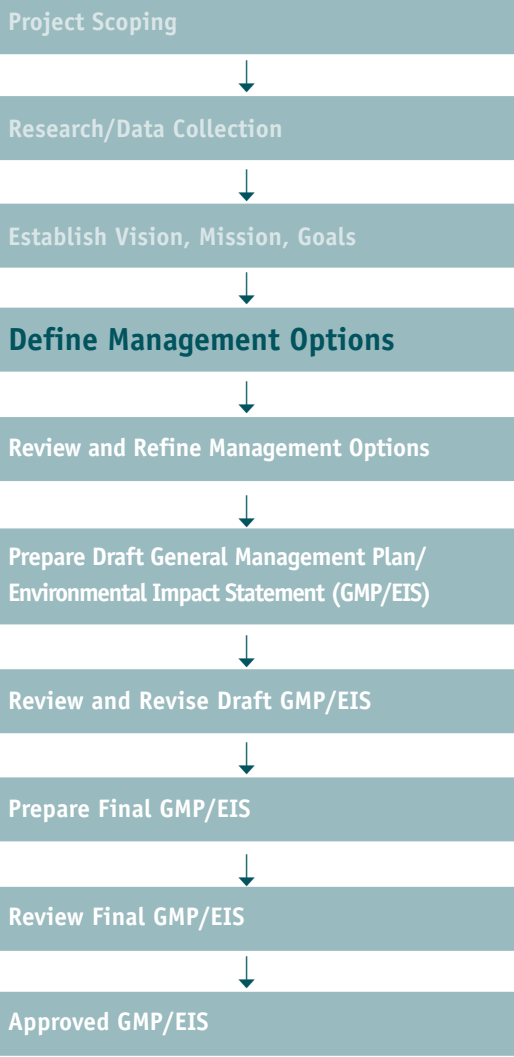 Project Scoping
Research/Data Collection
Establish Vision, Mission, Goals
Define Management Options
Review and Refine Management Options
Prepare Draft General Management Plan/
Environmental Impact Statement (GMP/EIS)
Review and Revise Draft GMP/EIS
Prepare Final GMP/EIS
Review Final GMP/EIS
Approved GMP/EIS